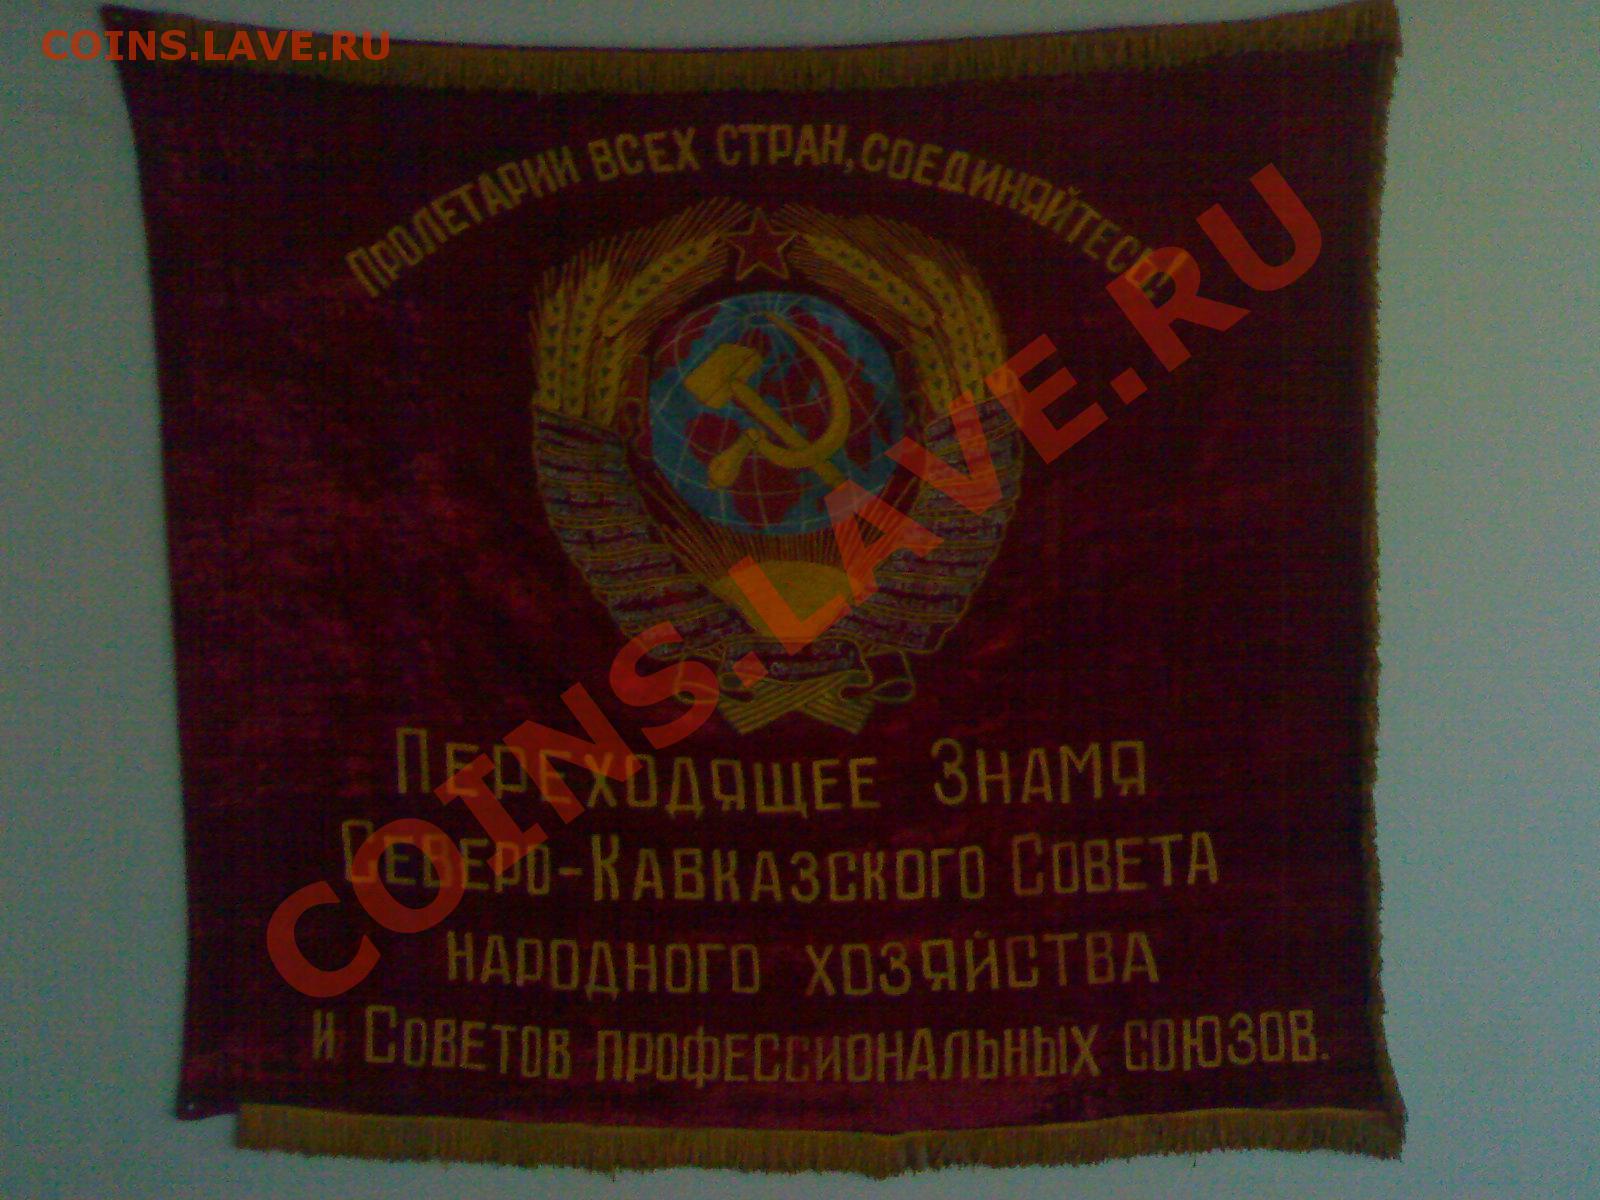 COINS.LAVE.RU
Пролетарии всех стран, соединяйтесь!
Переходящее Знамя
Северо-Кавказского Совета
народного хозяйства
и Советов профессиональных союзов.
COINS.LAVE.RU